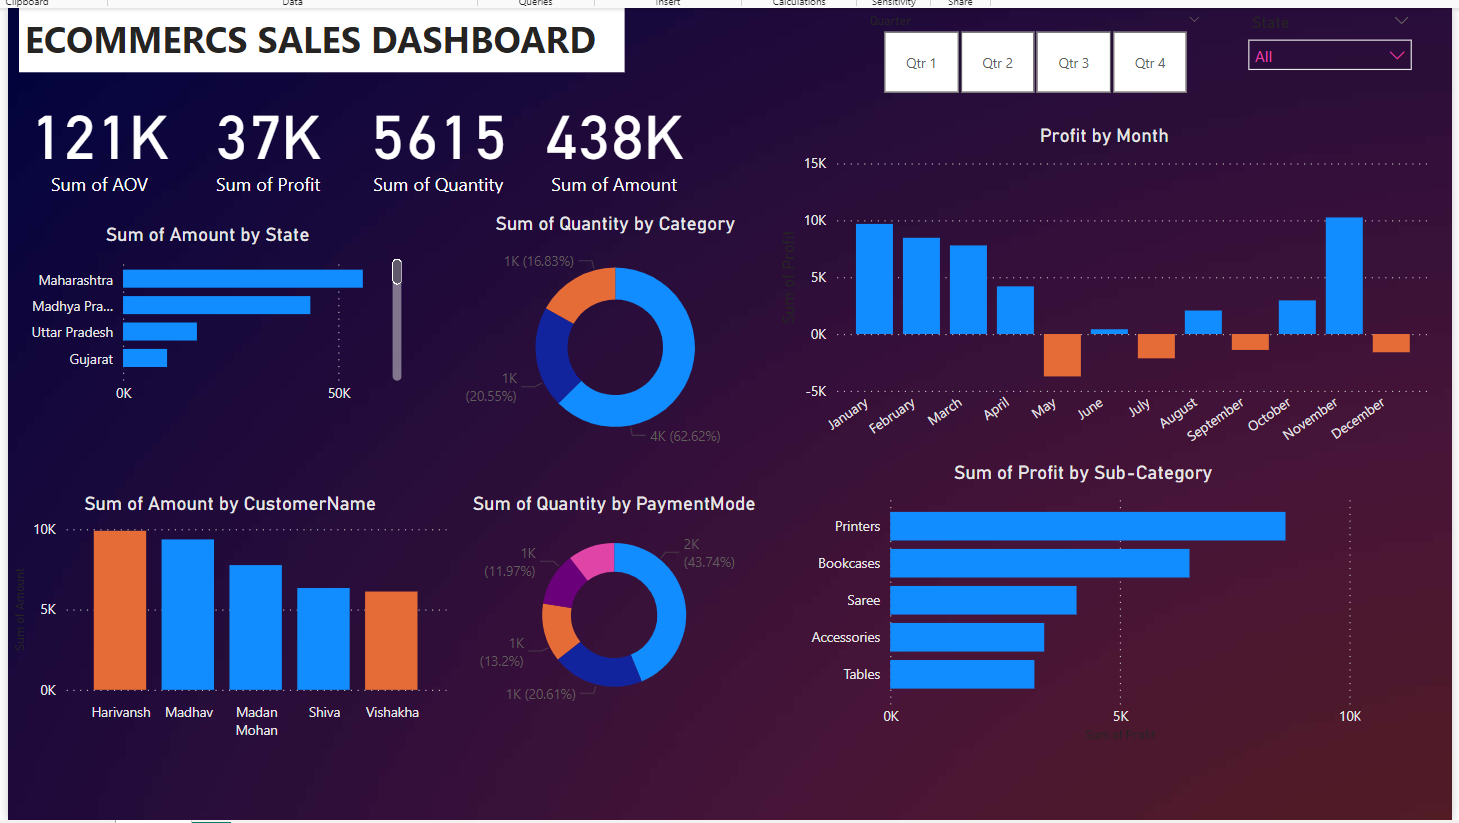 Clipboard
Data
Queries
Insert
Calculations
Sensitivity
Share
ECOMMERCS SALES DASHBOARD
Quarter
Qtr 1
Qtr 2
Qtr 3
Qtr 4
State
All
121K
Sum of AOV
37K
Sum of Profit
5615
Sum of Quantity
438K
Sum of Amount
Sum of Amount by State
Maharashtra
Madhya Pra...
Uttar Pradesh
Gujarat
0K
50K
Sum of Quantity by Category
1K (16.83%)
1K
(20.55%)
4K (62.62%)
Profit by Month
Sum of Profit
15K
10K
5K
0K
-5K
January
February
March
April
May
June
July
August
September
October
November
December
Sum of Amount by CustomerName
Sum of Amount
10K
5K
0K
Harivansh
Madhav
Madan
Mohan
Shiva
Vishakha
Sum of Quantity by PaymentMode
2K
(43.74%)
1K
(11.97%)
1K
(13.2%)
1K (20.61%)
Sum of Profit by Sub-Category
Printers
Bookcases
Saree
Accessories
Tables
0K
5K
10K
Sum of Profit